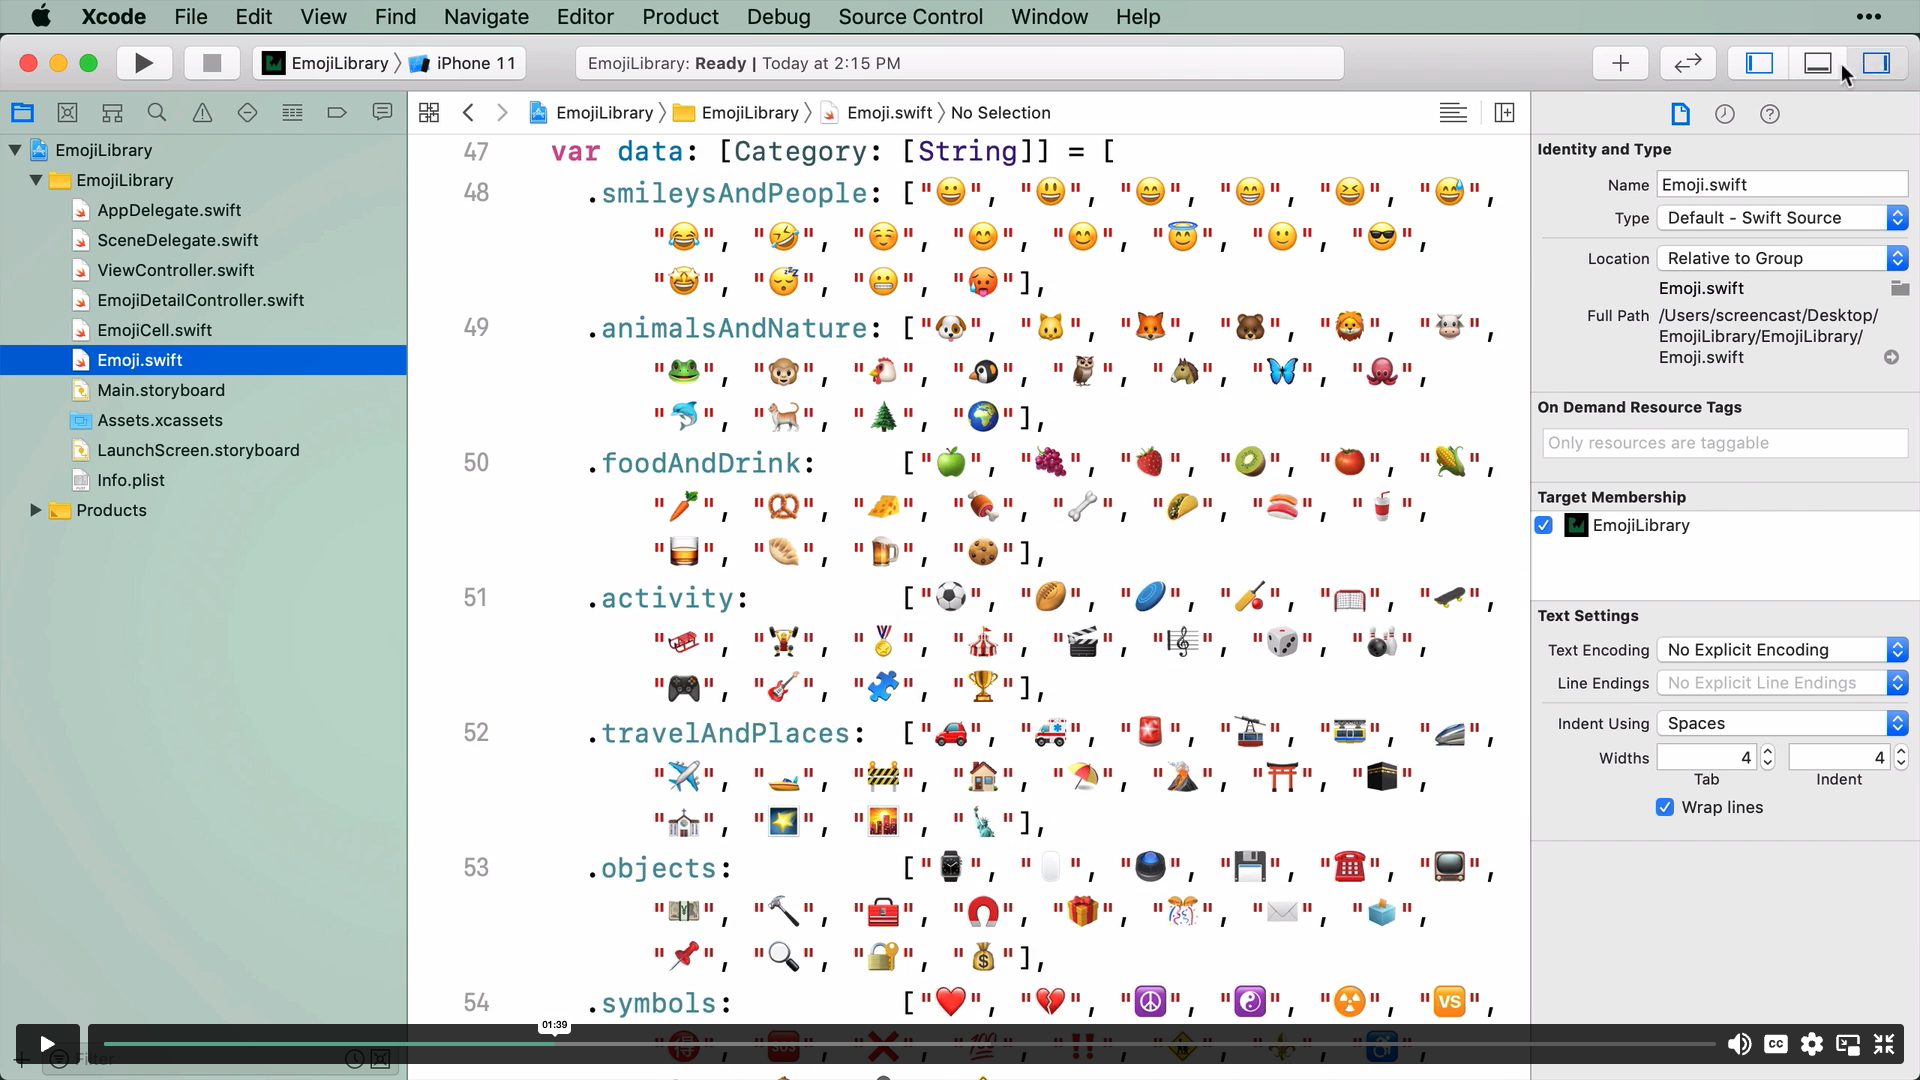 Xcode File Edit View Find Navigate Editor Product Debug Source Control Window Help
EmojiLibrary iPhone 11
EmojiLibrary: Ready | Today at 2:15 PM
EmojiLibrary EmojiLibrary Emoji.swift No Selection
EmojiLibrary
EmojiLibrary
AppDelegate.swift
SceneDelegate.swift
ViewController.swift
EmojiDetailController.swift
EmojiCell.swift
Emoji.swift
Main.storyboard
Assets.xcassets
LaunchScreen.storyboard
Info.plist
Products
Filter
47 var data: [Category: [String]] = [
48 .smileysAndPeople: ["😀", "😃", "😄", "😁", "😆", "😅",
"😂", "🤣", "☺️", "😊", "😊", "😇", "🙂", "😎",
"🤩", "😴", "😬", "🥵"],
49 .animalsAndNature: ["🐶", "🐱", "🦊", "🐻", "🦁", "🐮",
"🐸", "🐵", "🐔", "🐧", "🦉", "🐴", "🦋", "🐙",
"🐬", "🐈", "🌲", "🌍"],
50 .foodAndDrink: ["🍏", "🍇", "🍓", "🥝", "🍅", "🌽",
"🥕", "🥨", "🧀", "🍖", "🦴", "🌮", "🍣", "🥤",
"🥃", "🥟", "🍺", "🍪"],
51 .activity: ["⚽️", "🏉", "🥏", "🏏", "🥅", "🛹",
"🛷", "🏋️", "🏅", "🎪", "🎬", "🎼", "🎲", "🎳",
"🎮", "🎸", "🧩", "🏆"],
52 .travelAndPlaces: ["🚗", "🚑", "🚨", "🚡", "🚟", "🚄",
"✈️", "🚤", "🚧", "🏠", "⛱", "🌋", "⛩", "🕋",
"⛪️", "🌠", "🌇", "🗽"],
53 .objects: ["⌚️", "🖱", "🖲", "💾", "☎️", "📺",
"💴", "🔨", "🧰", "🧲", "🎁", "🎊", "✉️", "🗳",
"📌", "🔍", "🔐", "💰"],
54 .symbols: ["❤️", "💔", "☮️", "☯️", "☢️", "🆚",
"🉐", "🆘", "❌", "💯", "‼️", "🚸", "⚜️", "♿️",
01:39
CC
Identity and Type
Name Emoji.swift
Type Default - Swift Source
Location Relative to Group
Emoji.swift
Full Path /Users/screencast/Desktop/
EmojiLibrary/EmojiLibrary/
Emoji.swift
On Demand Resource Tags
Only resources are taggable
Target Membership
EmojiLibrary
Text Settings
Text Encoding No Explicit Encoding
Line Endings No Explicit Line Endings
Indent Using Spaces
Widths 4 4
Tab Indent
Wrap lines